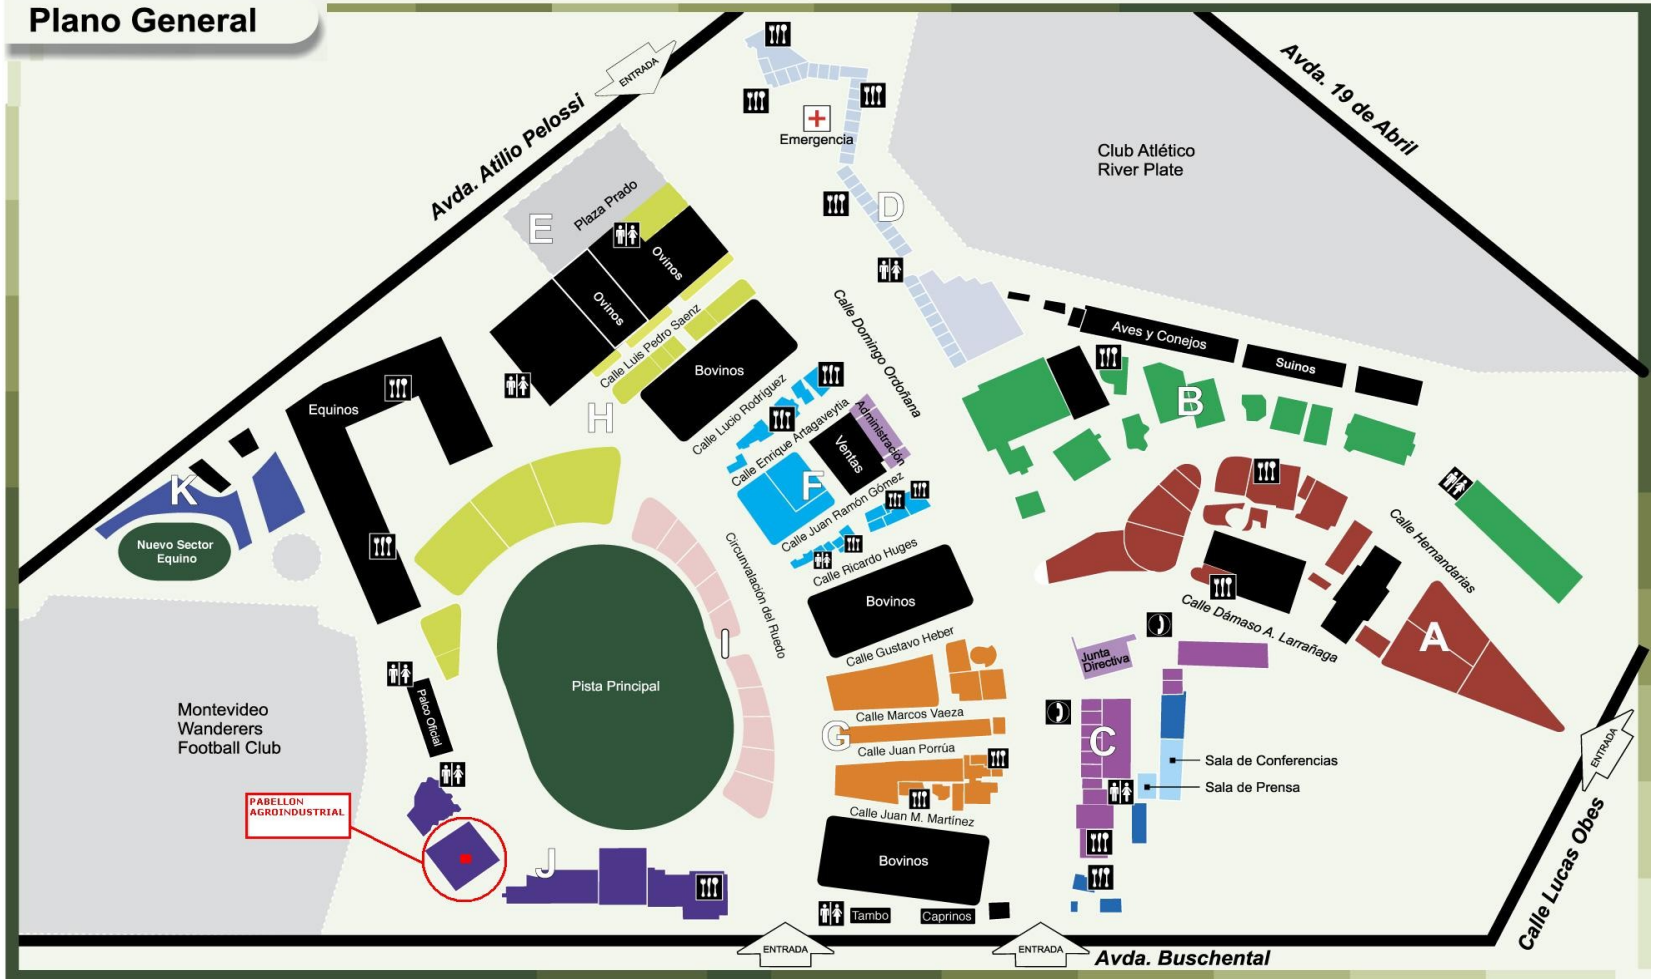 Plano General
ENTRADA
Avda. Atilio Pelossi
Avda. 19 de Abril
Emergencia
Club Atlético
River Plate
E
Plaza Prado
D
Ovinos
Ovinos
Calle Luis Pedro Saenz
Calle Domingo Ordoñana
Aves y Conejos
Suinos
Bovinos
Equinos
H
Calle Lucio Rodríguez
Calle Enrique Artagaveytia
Administración
Ventas
B
K
F
Calle Juan Ramón Gómez
Calle Hernandarias
Nuevo Sector
Equino
Circunvalación del Ruedo
Calle Ricardo Huges
Bovinos
Calle Dámaso A. Larrañaga
A
I
Calle Gustavo Heber
Junta
Directiva
Pista Principal
Palco Oficial
Montevideo
Wanderers
Football Club
Calle Marcos Vaeza
G
C
Calle Juan Porrúa
Sala de Conferencias
Sala de Prensa
ENTRADA
PABELLON
AGROINDUSTRIAL
Calle Juan M. Martínez
Bovinos
J
Calle Lucas Obes
Tambo
Caprinos
ENTRADA
ENTRADA
Avda. Buschental